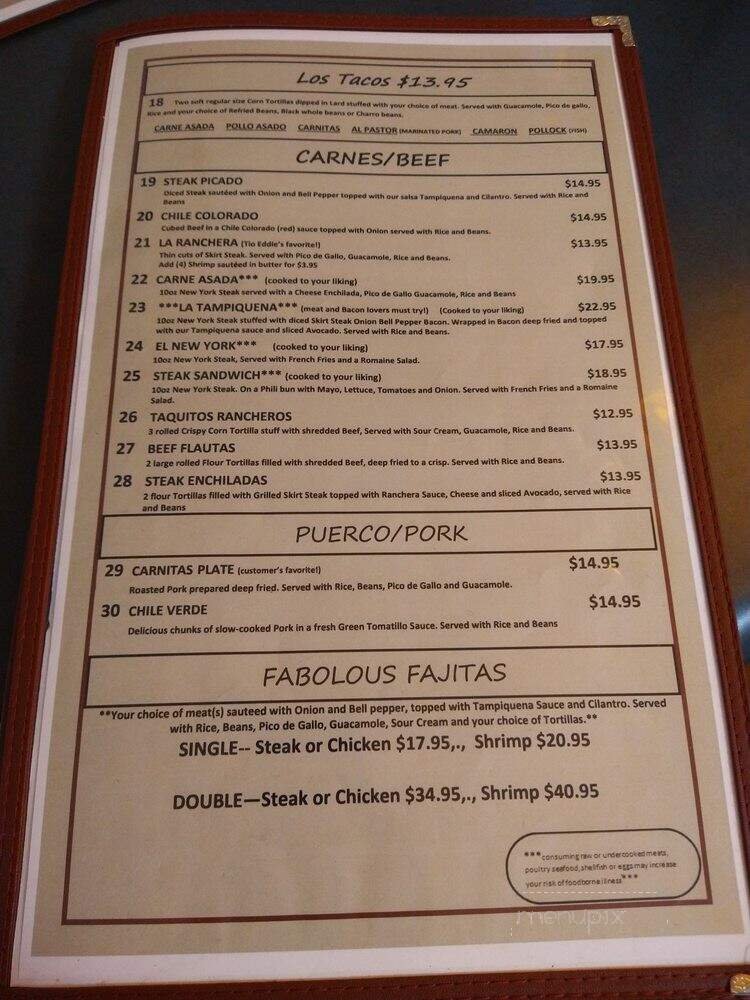 Los Tacos $13.95
18 Two soft regular size Corn Tortillas dipped in Lard stuffed with your choice of meat. Served with Guacamole, Pico de gallo,
Rice and your choice of Refried Beans, Black whole beans or Charro beans.
CARNE ASADA POLLO ASADO CARNITAS AL PASTOR (MARINATED PORK) CAMARON POLLOCK (FISH)
CARNES/BEEF
19 STEAK PICADO $14.95
Diced Steak sautéed with Onion and Bell Pepper topped with our salsa Tampiquena and Cilantro. Served with Rice and
Beans
20 CHILE COLORADO $14.95
Cubed Beef in a Chile Colorado (red) sauce topped with Onion served with Rice and Beans.
21 LA RANCHERA (Tio Eddie's favorite!) $13.95
Thin cuts of Skirt Steak. Served with Pico de Gallo, Guacamole, Rice and Beans.
Add (4) Shrimp sautéed in butter for $3.95
22 CARNE ASADA*** (cooked to your liking) $19.95
10oz New York Steak served with a Cheese Enchilada, Pico de Gallo Guacamole, Rice and Beans
23 ***LA TAMPIQUENA*** (meat and Bacon lovers must try!) (Cooked to your liking) $22.95
10oz New York Steak stuffed with diced Skirt Steak Onion Bell Pepper Bacon. Wrapped in Bacon deep fried and topped
with our Tampiquena sauce and sliced Avocado. Served with Rice and Beans.
24 EL NEW YORK*** (cooked to your liking) $17.95
10oz New York Steak, Served with French Fries and a Romaine Salad.
25 STEAK SANDWICH*** (cooked to your liking) $18.95
10oz New York Steak. On a Phili bun with Mayo, Lettuce, Tomatoes and Onion. Served with French Fries and a Romaine
Salad.
26 TAQUITOS RANCHEROS $12.95
3 rolled Crispy Corn Tortilla stuff with shredded Beef, Served with Sour Cream, Guacamole, Rice and Beans.
27 BEEF FLAUTAS $13.95
2 large rolled Flour Tortillas filled with shredded Beef, deep fried to a crisp. Served with Rice and Beans.
28 STEAK ENCHILADAS $13.95
2 flour Tortillas filled with Grilled Skirt Steak topped with Ranchera Sauce, Cheese and sliced Avocado, served with Rice
and Beans
PUERCO/PORK
29 CARNITAS PLATE (customer's favorite!) $14.95
Roasted Pork prepared deep fried. Served with Rice, Beans, Pico de Gallo and Guacamole.
30 CHILE VERDE $14.95
Delicious chunks of slow-cooked Pork in a fresh Green Tomatillo Sauce. Served with Rice and Beans
FABOLOUS FAJITAS
**Your choice of meat(s) sauteed with Onion and Bell pepper, topped with Tampiquena Sauce and Cilantro. Served
with Rice, Beans, Pico de Gallo, Guacamole, Sour Cream and your choice of Tortillas.**
SINGLE-- Steak or Chicken $17.95,., Shrimp $20.95
DOUBLE—Steak or Chicken $34.95,., Shrimp $40.95
***consuming raw or undercooked meats,
poultry seafood, shellfish or eggs may increase
your risk of foodborne illness***
menupix